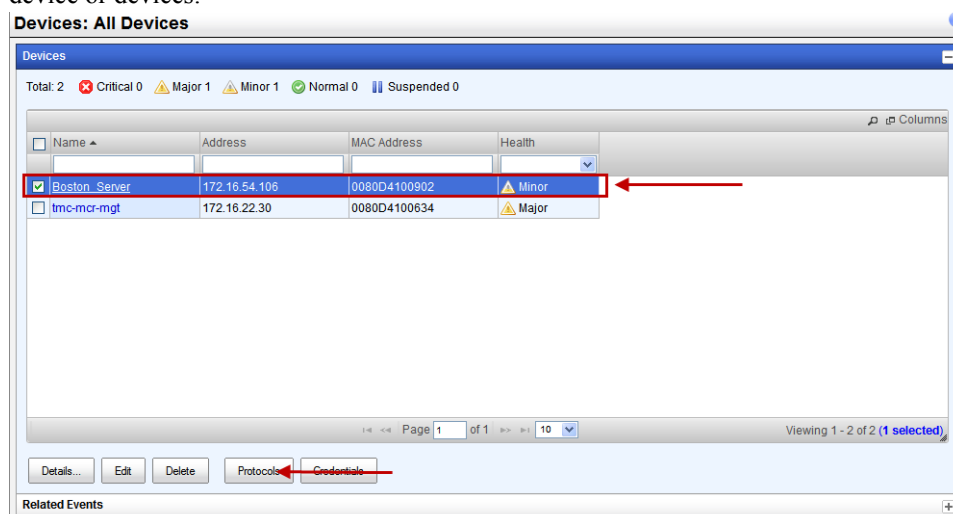 device or devices.
Devices: All Devices
Devices
Total: 2 Critical 0 Major 1 Minor 1 Normal 0 Suspended 0
Columns
Name Address MAC Address Health
Boston_Server 172.16.54.106 0080D4100902 Minor
tmc-mcr-mgt 172.16.22.30 0080D4100634 Major
Page 1 of 1 10 Viewing 1 - 2 of 2 (1 selected)
Details... Edit Delete Protocols Credentials
Related Events